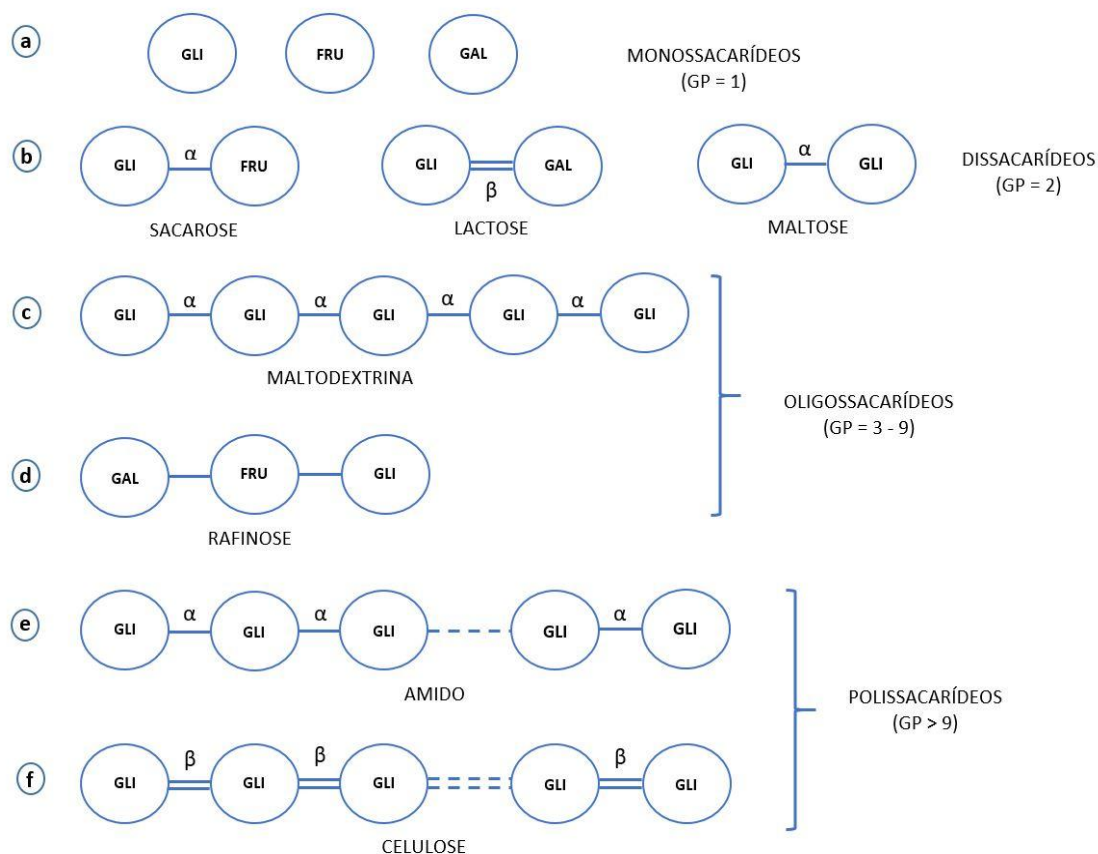 a
GLI FRU GAL
MONOSSACARÍDEOS
(GP = 1)
b
GLI α FRU
SACAROSE
GLI β GAL
LACTOSE
GLI α GLI
MALTOSE
DISSACARÍDEOS
(GP = 2)
c
GLI α GLI α GLI α GLI α GLI
MALTODEXTRINA
OLIGOSSACARÍDEOS
(GP = 3 - 9)
d
GAL FRU GLI
RAFINOSE
e
GLI α GLI α GLI GLI α GLI
AMIDO
POLISSACARÍDEOS
(GP > 9)
f
GLI β GLI β GLI GLI β GLI
CELULOSE